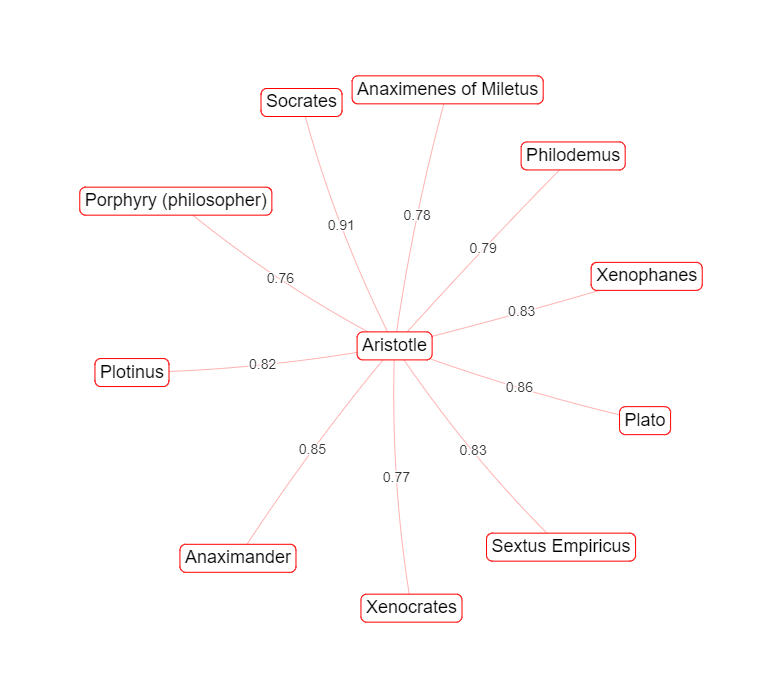 Anaximenes of Miletus
Socrates
Philodemus
Porphyry (philosopher)
0.78
0.91
0.79
Xenophanes
0.76
0.83
Aristotle
0.82
Plotinus
0.86
Plato
0.85
0.83
0.77
Sextus Empiricus
Anaximander
Xenocrates